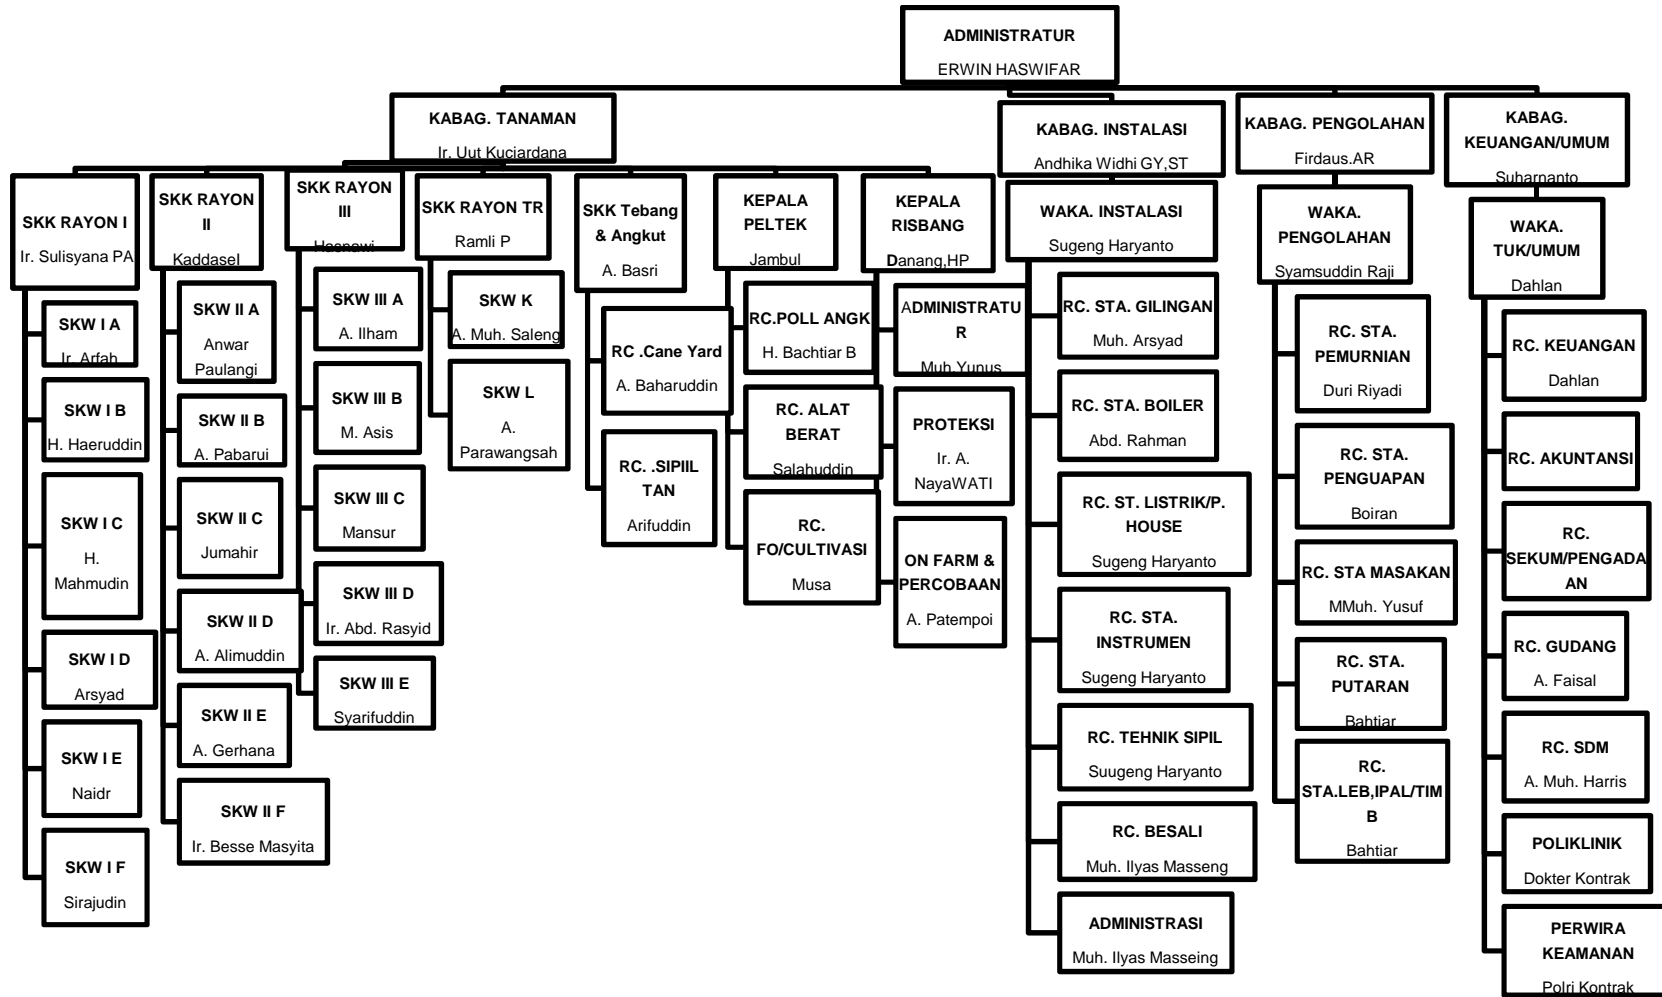 ADMINISTRATUR
ERWIN HASWIFAR
KABAG. TANAMAN
Ir. Uut Kuciardana
KABAG. INSTALASI
Andhika Widhi GY,ST
KABAG. PENGOLAHAN
Firdaus.AR
KABAG.
KEUANGAN/UMUM
Suharnanto
SKK RAYON I
Ir. Sulisyana PA
SKK RAYON
II
Kaddasel
SKK RAYON
III
Hasnawi
SKK RAYON TR
Ramli P
SKK Tebang
& Angkut
A. Basri
KEPALA
PELTEK
Jambul
KEPALA
RISBANG
Danang,HP
WAKA. INSTALASI
Sugeng Haryanto
WAKA.
PENGOLAHAN
Syamsuddin Raji
WAKA.
TUK/UMUM
Dahlan
SKW I A
Ir. Arfah
SKW I B
H. Haeruddin
SKW I C
H.
Mahmudin
SKW I D
Arsyad
SKW I E
Naidr
SKW I F
Sirajudin
SKW II A
Anwar
Paulangi
SKW II B
A. Pabarui
SKW II C
Jumahir
SKW II D
A. Alimuddin
SKW II E
A. Gerhana
SKW II F
Ir. Besse Masyita
SKW III A
A. Ilham
SKW III B
M. Asis
SKW III C
Mansur
SKW III D
Ir. Abd. Rasyid
SKW III E
Syarifuddin
SKW K
A. Muh. Saleng
SKW L
A.
Parawangsah
RC .Cane Yard
A. Baharuddin
RC. .SIPIIL
TAN
Arifuddin
RC.POLL ANGK
H. Bachtiar B
RC. ALAT
BERAT
Salahuddin
RC.
FO/CULTIVASI
Musa
ADMINISTRATU
R
Muh.Yunus
PROTEKSI
Ir. A.
NayaWATI
ON FARM &
PERCOBAAN
A. Patempoi
RC. STA. GILINGAN
Muh. Arsyad
RC. STA. BOILER
Abd. Rahman
RC. ST. LISTRIK/P.
HOUSE
Sugeng Haryanto
RC. STA.
INSTRUMEN
Sugeng Haryanto
RC. TEHNIK SIPIL
Suugeng Haryanto
RC. BESALI
Muh. Ilyas Masseng
ADMINISTRASI
Muh. Ilyas Masseing
RC. STA.
PEMURNIAN
Duri Riyadi
RC. STA.
PENGUAPAN
Boiran
RC. STA MASAKAN
MMuh. Yusuf
RC. STA.
PUTARAN
Bahtiar
RC.
STA.LEB,IPAL/TIM
B
Bahtiar
RC. KEUANGAN
Dahlan
RC. AKUNTANSI
RC.
SEKUM/PENGADA
AN
RC. GUDANG
A. Faisal
RC. SDM
A. Muh. Harris
POLIKLINIK
Dokter Kontrak
PERWIRA
KEAMANAN
Polri Kontrak